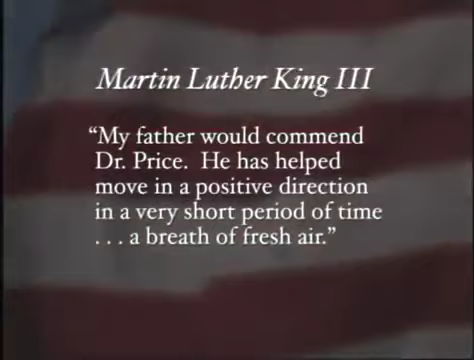 Martin Luther King III
“My father would commend
Dr. Price. He has helped
move in a positive direction
in a very short period of time
. . . a breath of fresh air.”